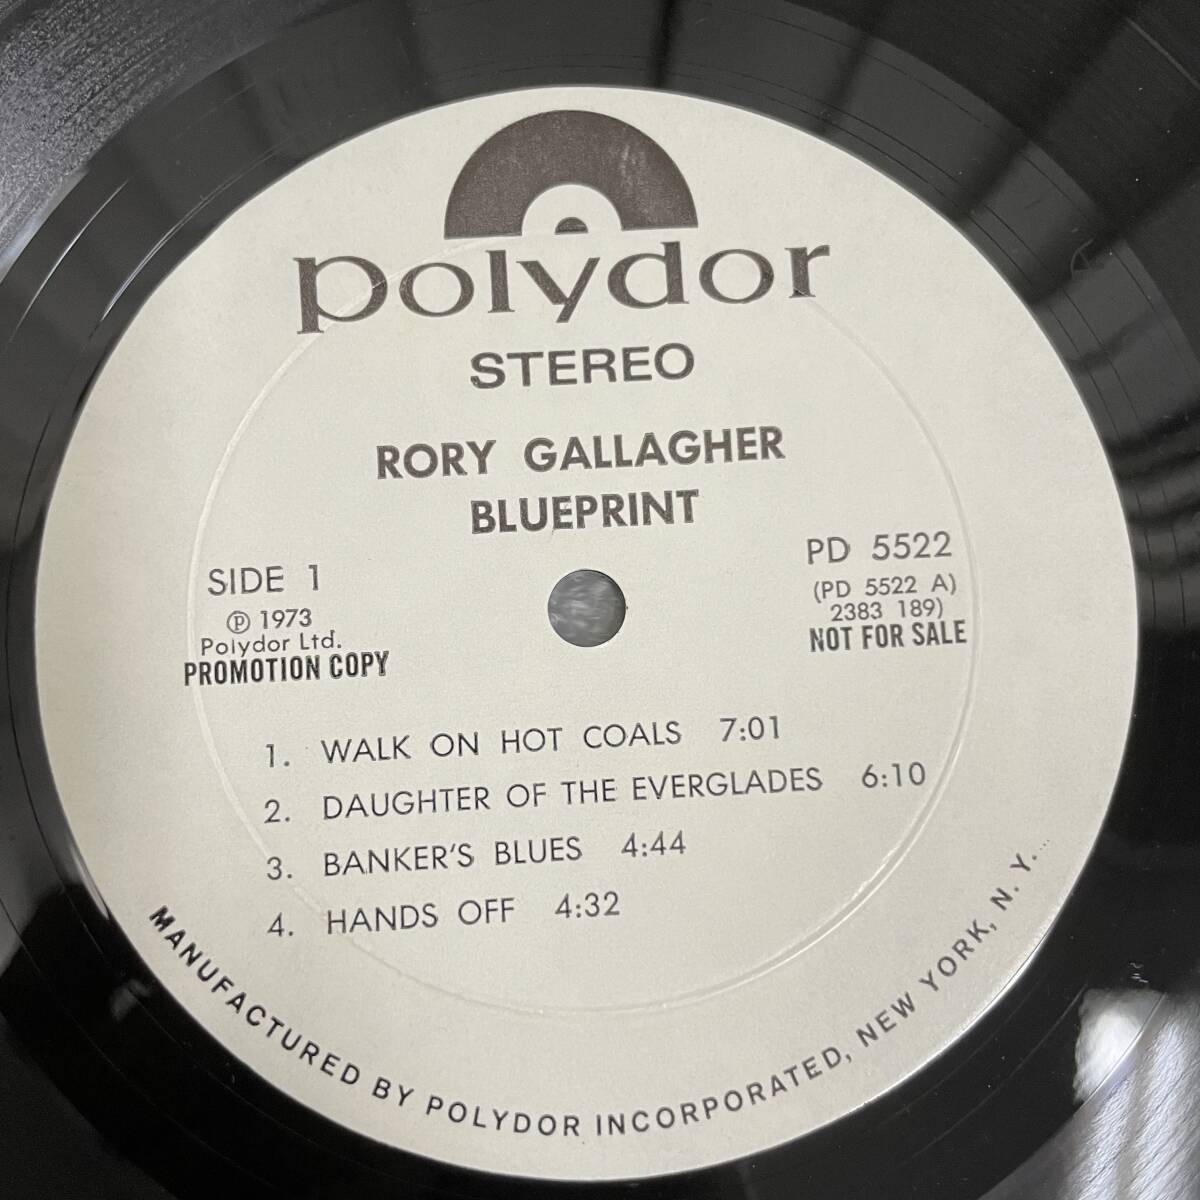 polydor
STEREO
RORY GALLAGHER
BLUEPRINT
SIDE 1
℗ 1973
Polydor Ltd.
PROMOTION COPY
PD 5522
(PD 5522 A)
2383 189)
NOT FOR SALE
1. WALK ON HOT COALS 7:01
2. DAUGHTER OF THE EVERGLADES 6:10
3. BANKER'S BLUES 4:44
4. HANDS OFF 4:32
MANUFACTURED BY POLYDOR INCORPORATED, NEW YORK, N. Y....